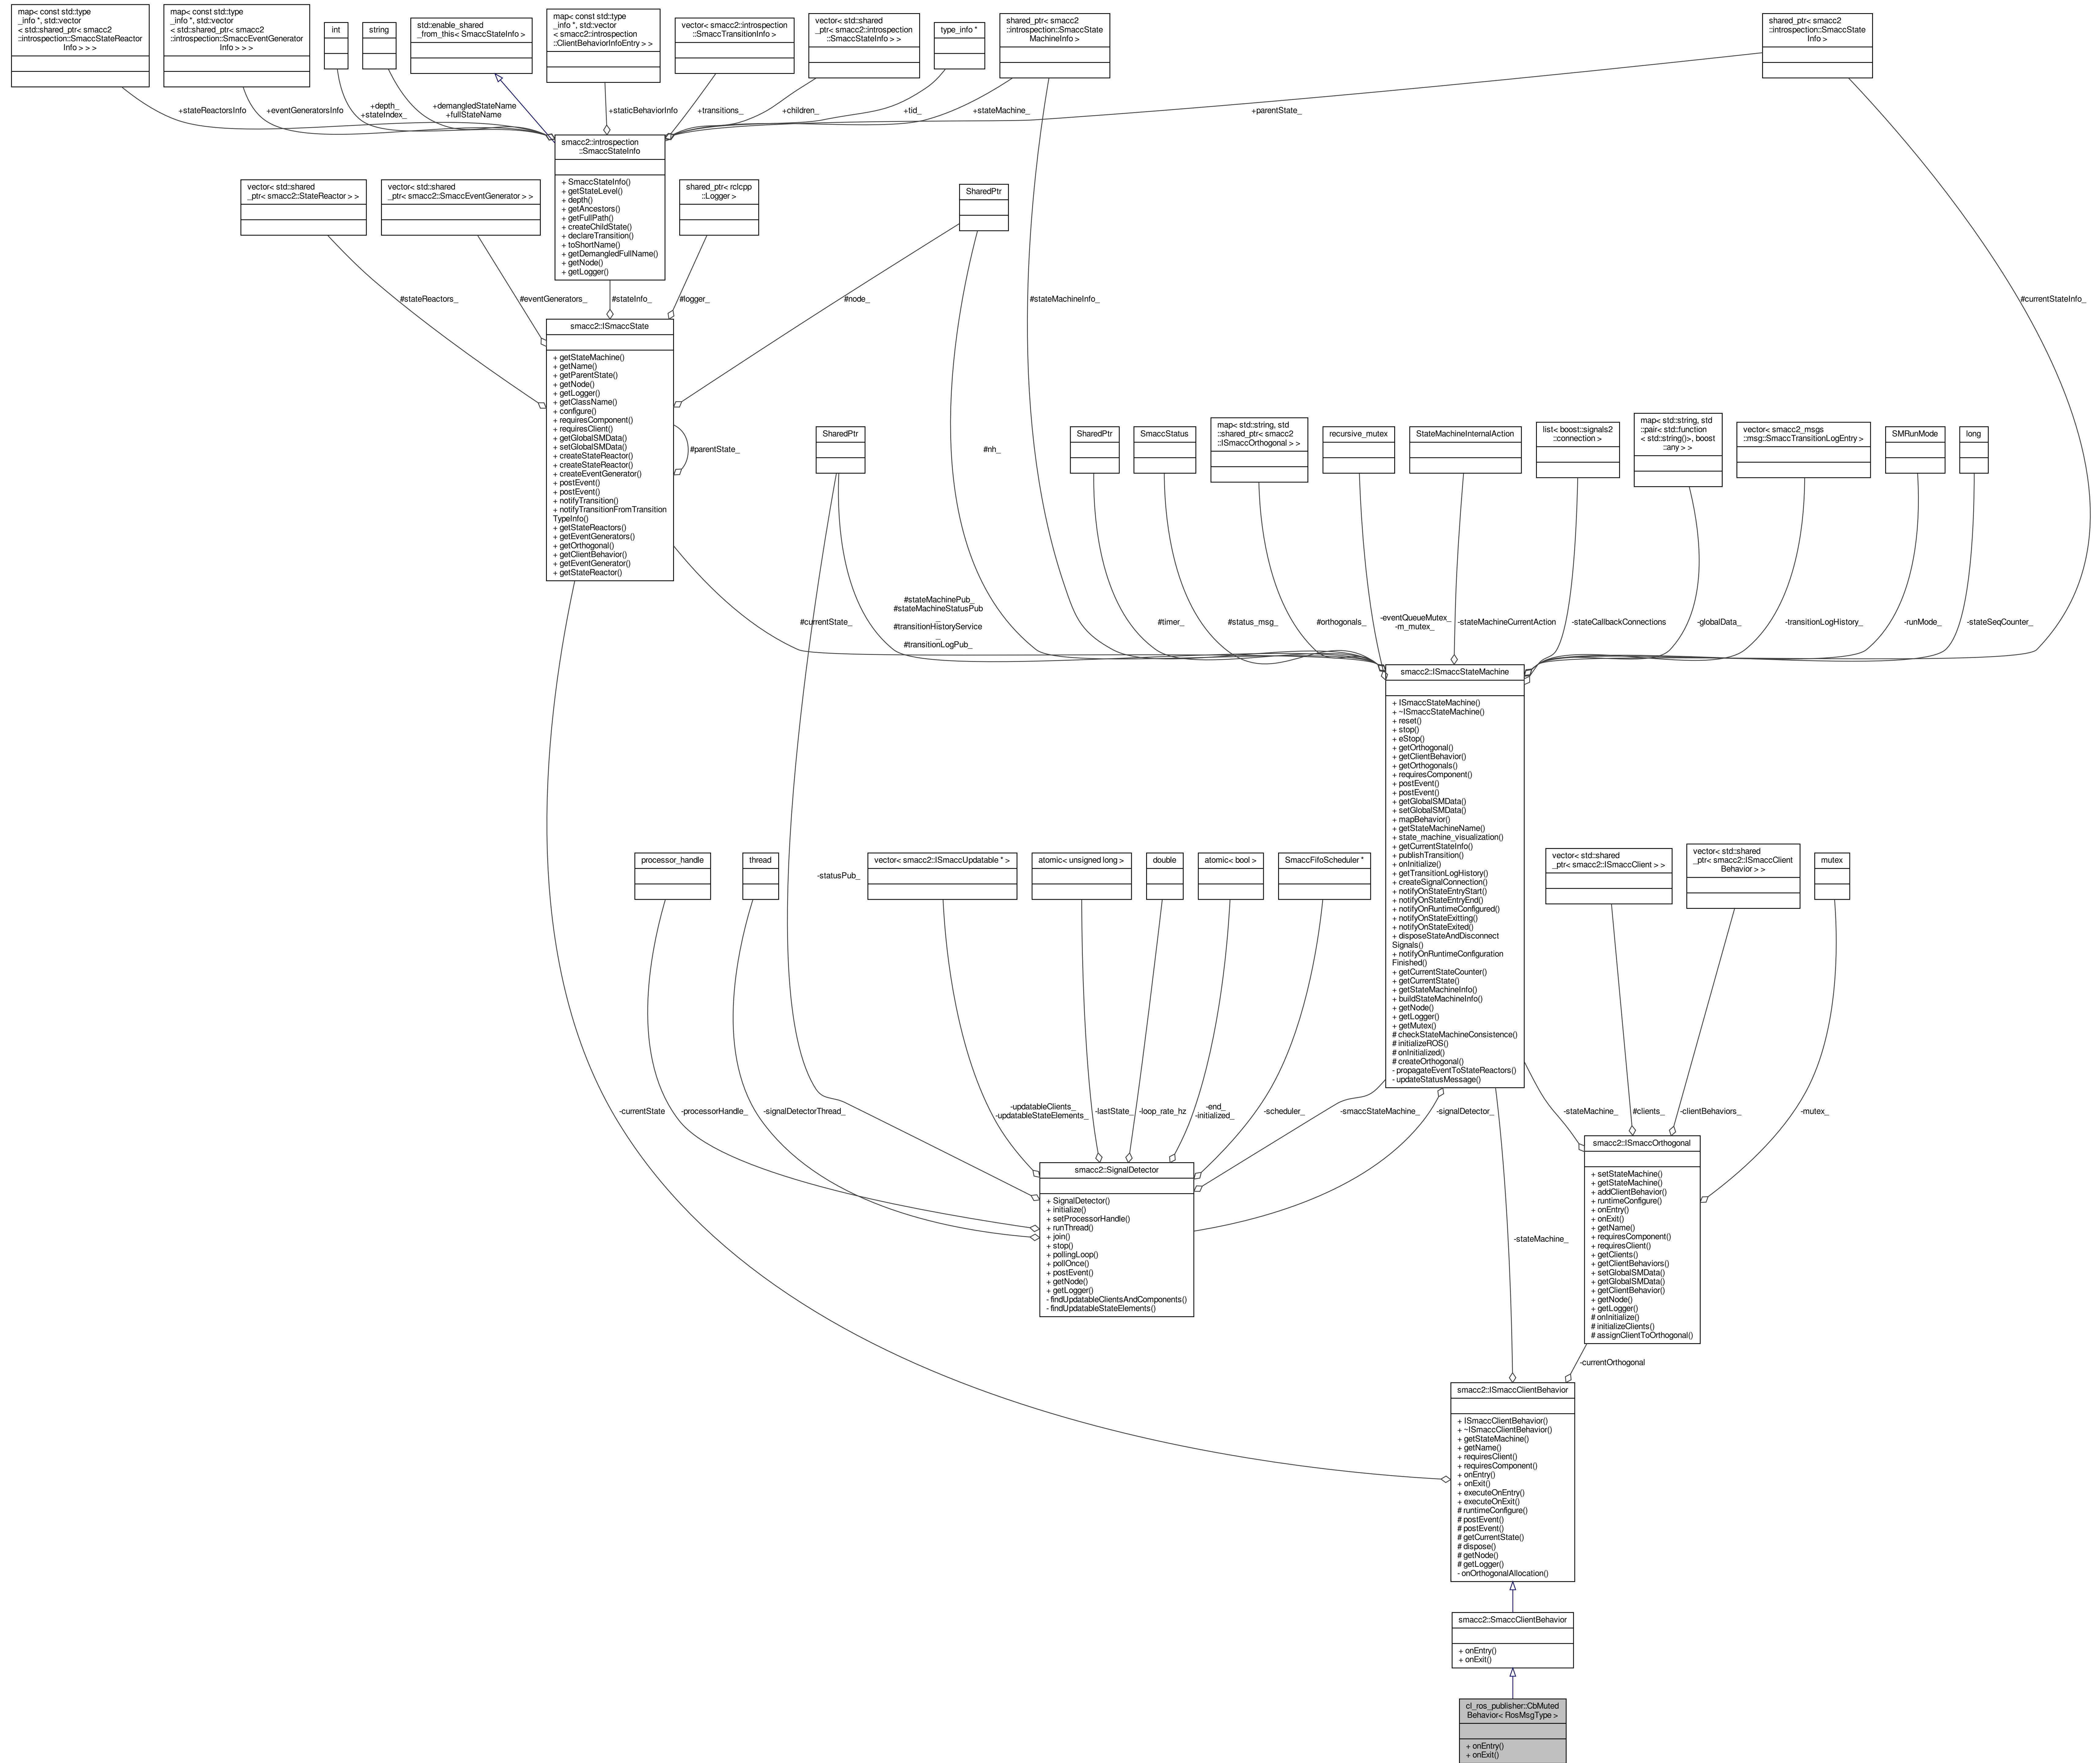 map< const std::type
_info *, std::vector
< std::shared_ptr< smacc2
::introspection::SmaccStateReactor
Info > > >
map< const std::type
_info *, std::vector
< std::shared_ptr< smacc2
::introspection::SmaccEventGenerator
Info > > >
int
string
std::enable_shared
_from_this< SmaccStateInfo >
map< const std::type
_info *, std::vector
< smacc2::introspection
::ClientBehaviorInfoEntry > >
vector< smacc2::introspection
::SmaccTransitionInfo >
vector< std::shared
_ptr< smacc2::introspection
::SmaccStateInfo > >
type_info *
shared_ptr< smacc2
::introspection::SmaccState
MachineInfo >
shared_ptr< smacc2
::introspection::SmaccState
Info >
+stateReactorsInfo
+eventGeneratorsInfo
+depth_
+stateIndex_
+demangledStateName
+fullStateName
+staticBehaviorInfo
+transitions_
+children_
+tid_
+stateMachine_
+parentState_
smacc2::introspection
::SmaccStateInfo
+ SmaccStateInfo()
+ getStateLevel()
+ depth()
+ getAncestors()
+ getFullPath()
+ createChildState()
+ declareTransition()
+ toShortName()
+ getDemangledFullName()
+ getNode()
+ getLogger()
vector< std::shared
_ptr< smacc2::StateReactor > >
vector< std::shared
_ptr< smacc2::SmaccEventGenerator > >
shared_ptr< rclcpp
::Logger >
SharedPtr
#stateReactors_
#eventGenerators_
#stateInfo_
#logger_
#node_
#stateMachineInfo_
#currentStateInfo_
smacc2::ISmaccState
+ getStateMachine()
+ getName()
+ getParentState()
+ getNode()
+ getLogger()
+ getClassName()
+ configure()
+ requiresComponent()
+ requiresClient()
+ getGlobalSMData()
+ setGlobalSMData()
+ createStateReactor()
+ createStateReactor()
+ createEventGenerator()
+ postEvent()
+ postEvent()
+ notifyTransition()
+ notifyTransitionFromTransition
TypeInfo()
+ getStateReactors()
+ getEventGenerators()
+ getOrthogonal()
+ getClientBehavior()
+ getEventGenerator()
+ getStateReactor()
#parentState_
SharedPtr
#nh_
SharedPtr
SmaccStatus
map< std::string, std
::shared_ptr< smacc2
::ISmaccOrthogonal > >
recursive_mutex
StateMachineInternalAction
list< boost::signals2
::connection >
map< std::string, std
::pair< std::function
< std::string()>, boost
::any > >
vector< smacc2_msgs
::msg::SmaccTransitionLogEntry >
SMRunMode
long
#currentState_
#stateMachinePub_
#stateMachineStatusPub
_
#transitionHistoryService
_
#transitionLogPub_
#timer_
#status_msg_
#orthogonals_
-eventQueueMutex_
-m_mutex_
-stateMachineCurrentAction
-stateCallbackConnections
-globalData_
-transitionLogHistory_
-runMode_
-stateSeqCounter_
smacc2::ISmaccStateMachine
+ ISmaccStateMachine()
+ ~ISmaccStateMachine()
+ reset()
+ stop()
+ eStop()
+ getOrthogonal()
+ getClientBehavior()
+ getOrthogonals()
+ requiresComponent()
+ postEvent()
+ postEvent()
+ getGlobalSMData()
+ setGlobalSMData()
+ mapBehavior()
+ getStateMachineName()
+ state_machine_visualization()
+ getCurrentStateInfo()
+ publishTransition()
+ onInitialize()
+ getTransitionLogHistory()
+ createSignalConnection()
+ notifyOnStateEntryStart()
+ notifyOnStateEntryEnd()
+ notifyOnRuntimeConfigured()
+ notifyOnStateExitting()
+ notifyOnStateExited()
+ disposeStateAndDisconnect
Signals()
+ notifyOnRuntimeConfiguration
Finished()
+ getCurrentStateCounter()
+ getCurrentState()
+ getStateMachineInfo()
+ buildStateMachineInfo()
+ getNode()
+ getLogger()
+ getMutex()
# checkStateMachineConsistence()
# initializeROS()
# onInitialized()
# createOrthogonal()
- propagateEventToStateReactors()
- updateStatusMessage()
processor_handle
thread
-statusPub_
vector< smacc2::ISmaccUpdatable * >
atomic< unsigned long >
double
atomic< bool >
SmaccFifoScheduler *
vector< std::shared
_ptr< smacc2::ISmaccClient > >
vector< std::shared
_ptr< smacc2::ISmaccClient
Behavior > >
mutex
-currentState
-processorHandle_
-signalDetectorThread_
-updatableClients_
-updatableStateElements_
-lastState_
-loop_rate_hz
-end_
-initialized_
-scheduler_
-smaccStateMachine_
-signalDetector_
-stateMachine_
#clients_
-clientBehaviors_
-mutex_
smacc2::SignalDetector
+ SignalDetector()
+ initialize()
+ setProcessorHandle()
+ runThread()
+ join()
+ stop()
+ pollingLoop()
+ pollOnce()
+ postEvent()
+ getNode()
+ getLogger()
- findUpdatableClientsAndComponents()
- findUpdatableStateElements()
smacc2::ISmaccOrthogonal
+ setStateMachine()
+ getStateMachine()
+ addClientBehavior()
+ runtimeConfigure()
+ onEntry()
+ onExit()
+ getName()
+ requiresComponent()
+ requiresClient()
+ getClients()
+ getClientBehaviors()
+ setGlobalSMData()
+ getGlobalSMData()
+ getClientBehavior()
+ getNode()
+ getLogger()
# onInitialize()
# initializeClients()
# assignClientToOrthogonal()
-stateMachine_
-currentOrthogonal
smacc2::ISmaccClientBehavior
+ ISmaccClientBehavior()
+ ~ISmaccClientBehavior()
+ getStateMachine()
+ getName()
+ requiresClient()
+ requiresComponent()
+ onEntry()
+ onExit()
+ executeOnEntry()
+ executeOnExit()
# runtimeConfigure()
# postEvent()
# postEvent()
# getCurrentState()
# dispose()
# getNode()
# getLogger()
- onOrthogonalAllocation()
smacc2::SmaccClientBehavior
+ onEntry()
+ onExit()
cl_ros_publisher::CbMuted
Behavior< RosMsgType >
+ onEntry()
+ onExit()